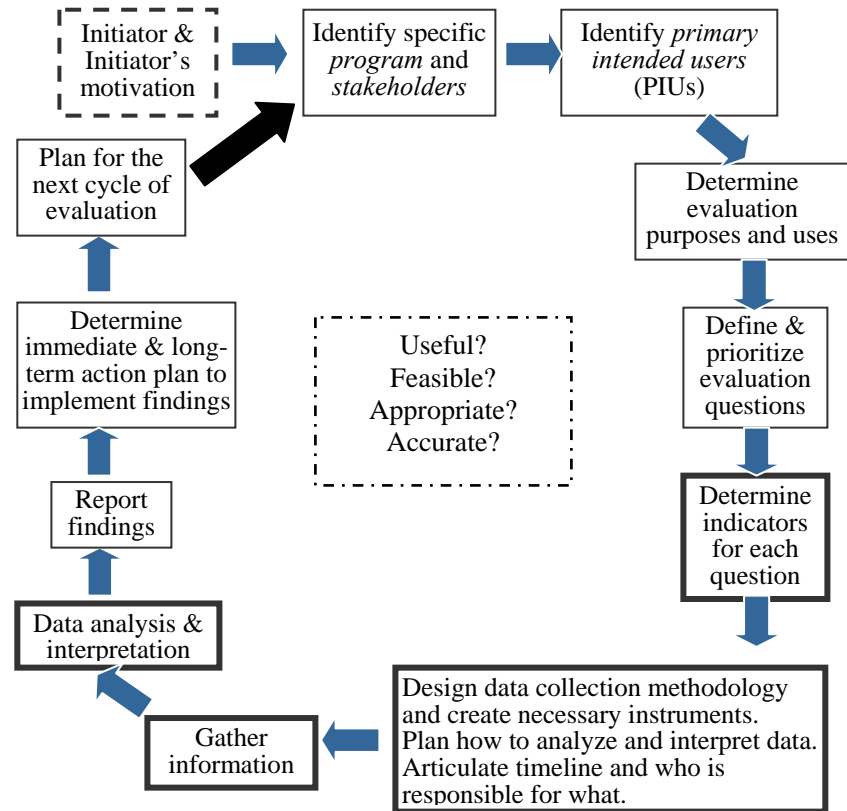 Initiator &
Initiator’s
motivation
Identify specific
program and
stakeholders
Identify primary
intended users
(PIUs)
Determine
evaluation
purposes and uses
Define &
prioritize
evaluation
questions
Determine
indicators
for each
question
Design data collection methodology
and create necessary instruments.
Plan how to analyze and interpret data.
Articulate timeline and who is
responsible for what.
Gather
information
Data analysis &
interpretation
Report
findings
Determine
immediate & long-
term action plan to
implement findings
Plan for the
next cycle of
evaluation
Useful?
Feasible?
Appropriate?
Accurate?